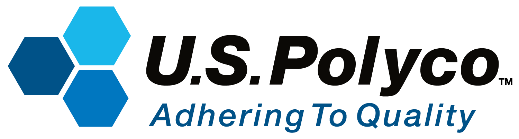 U.S. Polyco™
Adhering To Quality